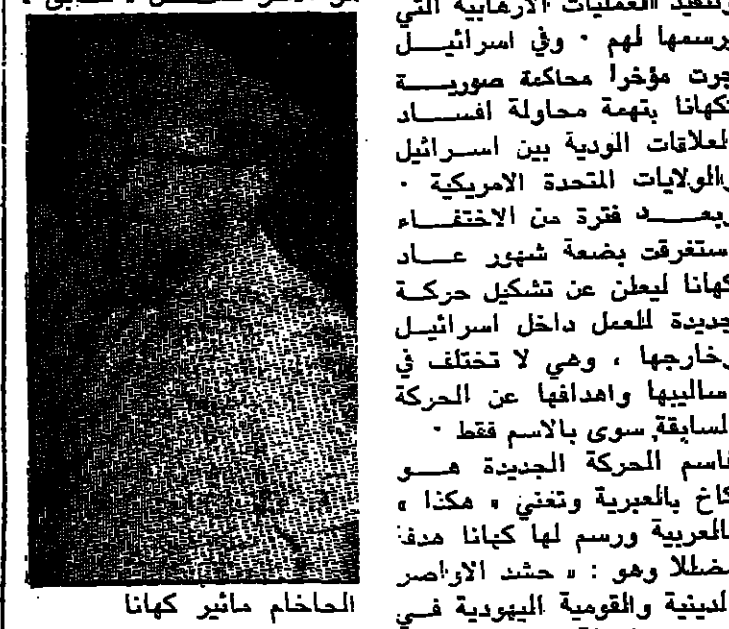 وتنفيذ العمليات الارهابية التي
يرسمها لهم . وفي اسرائيل
جرت مؤخرا محاكمة صورية
لكهانا بتهمة محاولة افساد
العلاقات الودية بين اسرائيل
والولايات المتحدة الامريكية .
وبعد فترة من الاختفاء
استغرقت بضعة شهور عاد
كهانا ليعلن عن تشكيل حركة
جديدة للعمل داخل اسرائيل
وخارجها ، وهي لا تختلف في
اساليبها واهدافها عن الحركة
السابقة سوى بالاسم فقط .
فاسم الحركة الجديدة هو
كاخ بالعبرية وتعني « هكذا »
بالعربية ورسم لها كهانا هدفا
مضللا وهو : « حشد الاواصر
الدينية والقومية اليهودية في
الحاخام مائير كهانا